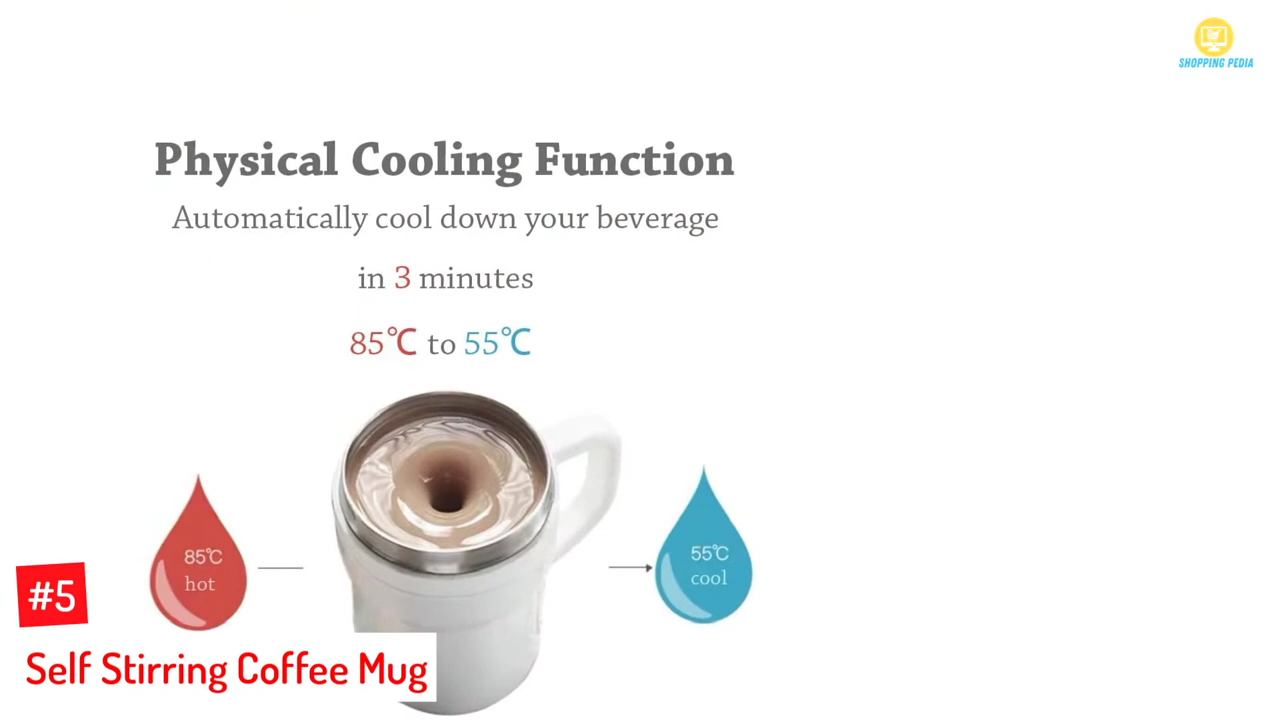 SHOPPING PEDIA
Physical Cooling Function
Automatically cool down your beverage
in 3 minutes
85℃ to 55℃
85℃
hot
55℃
cool
#5
Self Stirring Coffee Mug